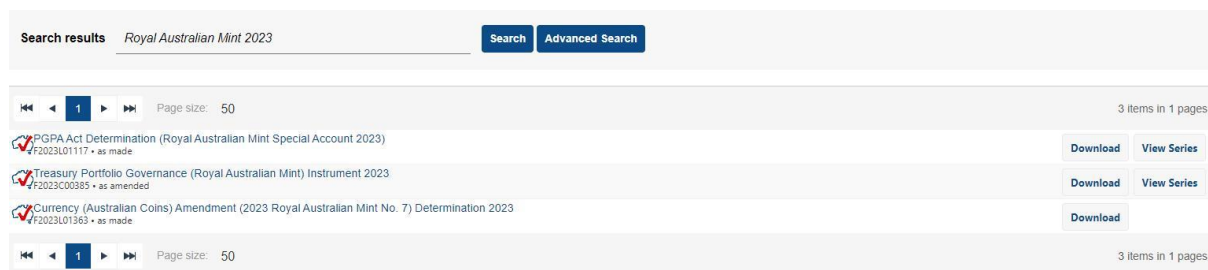 Search results Royal Australian Mint 2023 Search Advanced Search
1 Page size: 50 3 items in 1 pages
PGPA Act Determination (Royal Australian Mint Special Account 2023)
F2023L01117 • as made
Download View Series
Treasury Portfolio Governance (Royal Australian Mint) Instrument 2023
F2023C00385 • as amended
Download View Series
Currency (Australian Coins) Amendment (2023 Royal Australian Mint No. 7) Determination 2023
F2023L01363 • as made
Download
1 Page size: 50 3 items in 1 pages